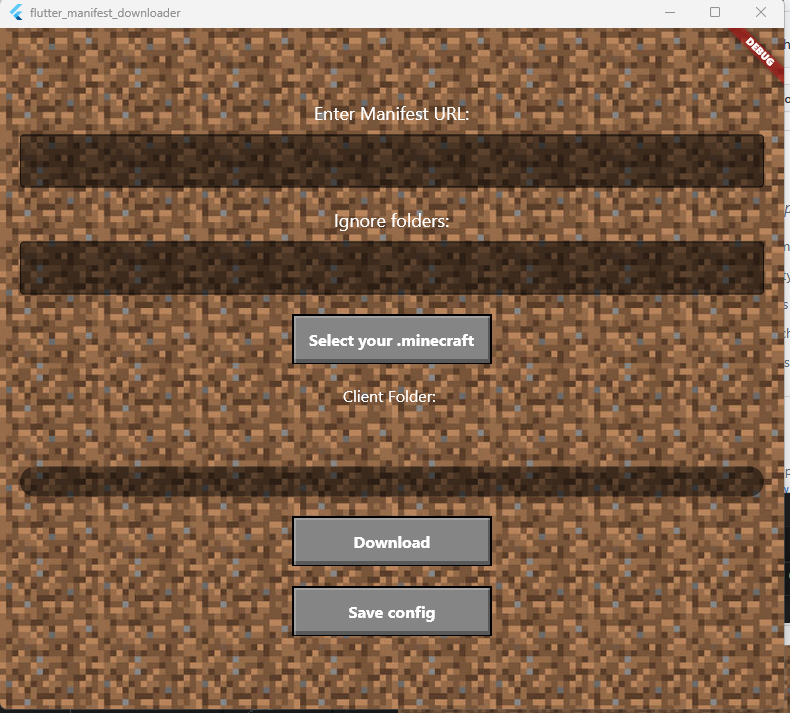 flutter_manifest_downloader
DEBUG
Enter Manifest URL:
Ignore folders:
Select your .minecraft
Client Folder:
Download
Save config